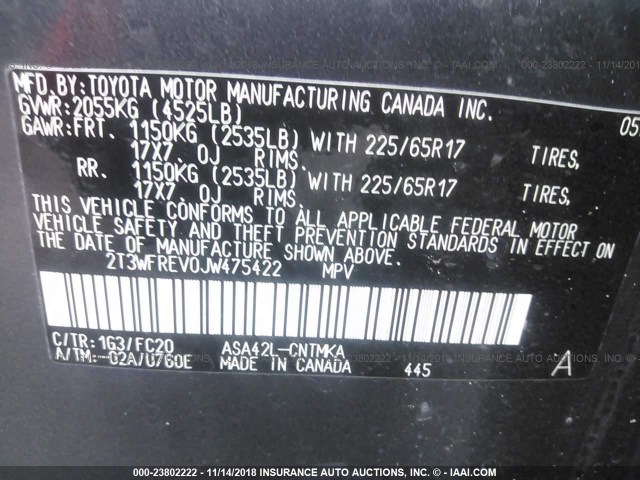 MFD.BY:TOYOTA MOTOR MANUFACTURING CANADA INC.
GVWR:2055KG (4525LB) 05
GAWR:FRT. 1150KG (2535LB) WITH 225/65R17 TIRES,
17X7. 0J RIMS.
RR. 1150KG (2535LB) WITH 225/65R17 TIRES,
17X7. 0J RIMS.
THIS VEHICLE CONFORMS TO ALL APPLICABLE FEDERAL MOTOR
VEHICLE SAFETY AND THEFT PREVENTION STANDARDS IN EFFECT ON
THE DATE OF MANUFACTURE SHOWN ABOVE.
2T3WFREV0JW475422 MPV
C/TR: 1G3/FC20 ASA42L-CNTMKA
A/TM:-02A/U760E MADE IN CANADA 445 A
000-23802222 - 11/14/2018 INSURANCE AUTO AUCTIONS, INC. (C) - IAAI.COM